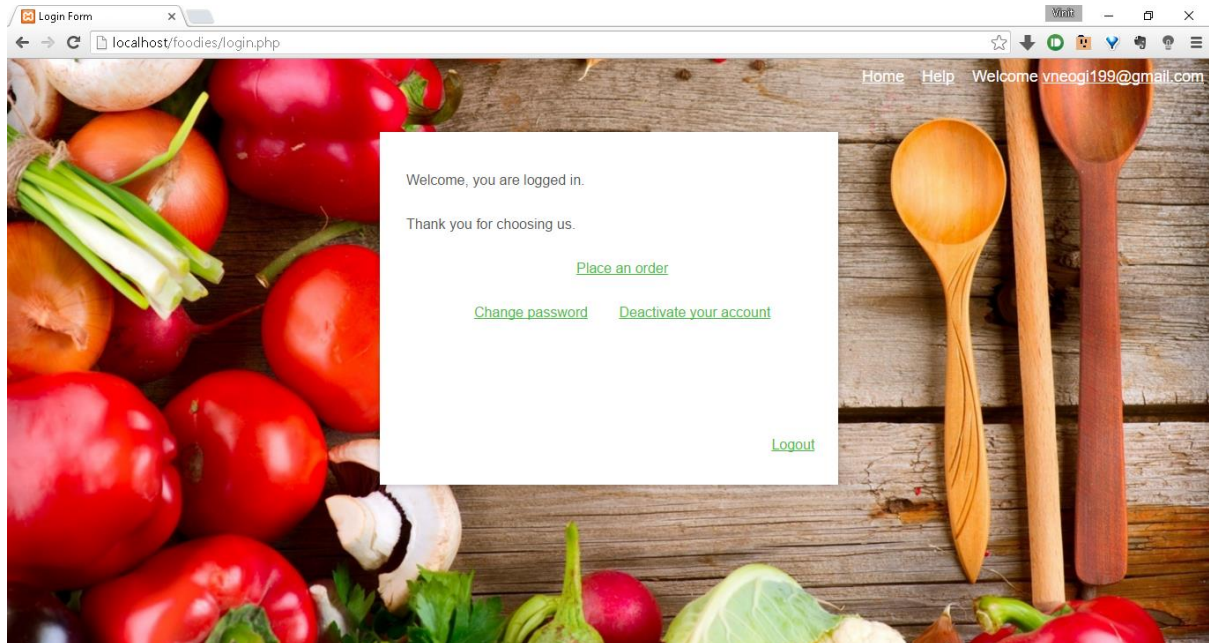 Login Form
Vinit
localhost/foodies/login.php
Home Help Welcome vneogi199@gmail.com
Welcome, you are logged in.
Thank you for choosing us.
Place an order
Change password Deactivate your account
Logout